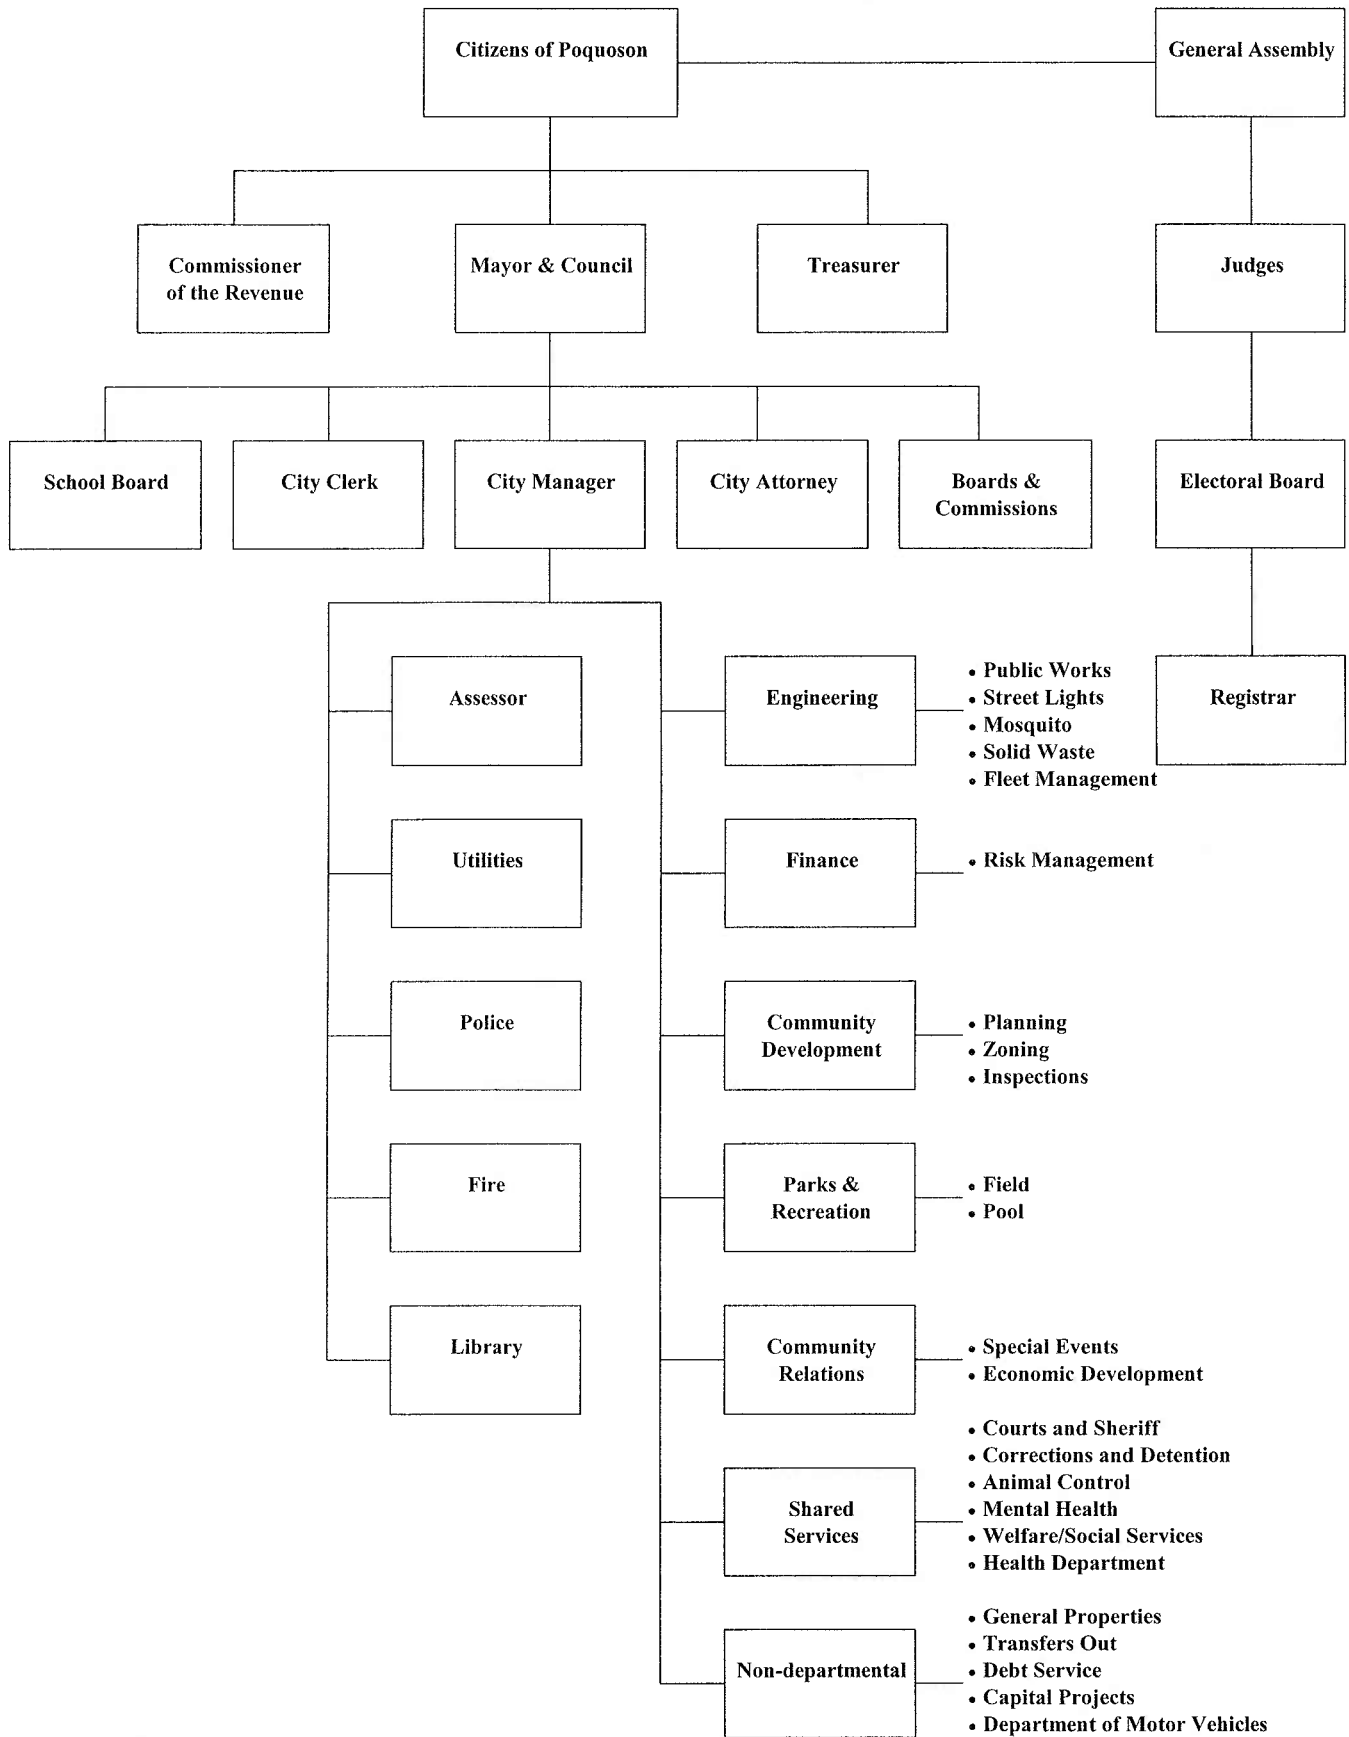 Citizens of Poquoson
General Assembly
Commissioner
of the Revenue
Mayor & Council
Treasurer
Judges
School Board
City Clerk
City Manager
City Attorney
Boards &
Commissions
Electoral Board
Assessor
Engineering
• Public Works
• Street Lights
• Mosquito
• Solid Waste
• Fleet Management
Registrar
Utilities
Finance
• Risk Management
Police
Community
Development
• Planning
• Zoning
• Inspections
Fire
Parks &
Recreation
• Field
• Pool
Library
Community
Relations
• Special Events
• Economic Development
Shared
Services
• Courts and Sheriff
• Corrections and Detention
• Animal Control
• Mental Health
• Welfare/Social Services
• Health Department
Non-departmental
• General Properties
• Transfers Out
• Debt Service
• Capital Projects
• Department of Motor Vehicles